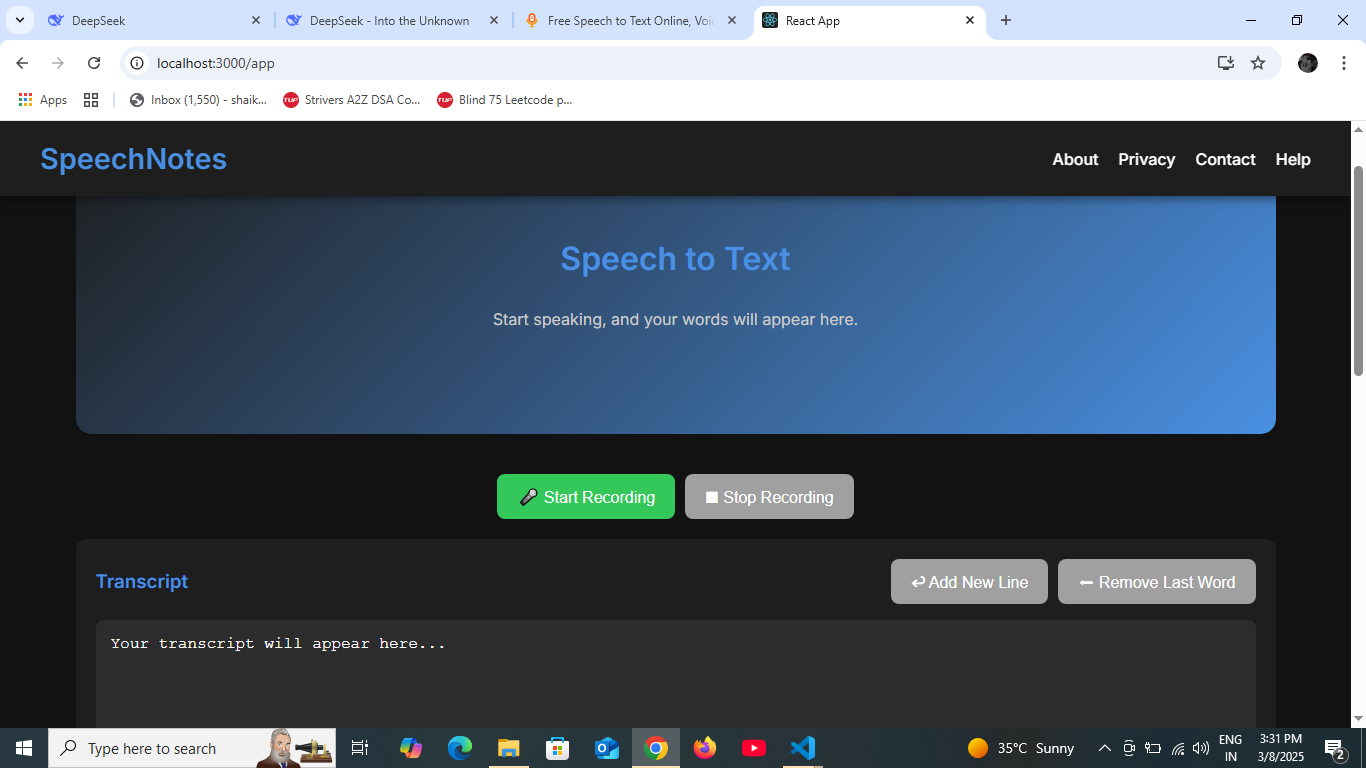 DeepSeek
DeepSeek - Into the Unknown
Free Speech to Text Online, Voic
React App
localhost:3000/app
Apps
Inbox (1,550) - shaik...
TUF
Strivers A2Z DSA Co...
TUF
Blind 75 Leetcode p...
SpeechNotes
About
Privacy
Contact
Help
Speech to Text
Start speaking, and your words will appear here.
🎤 Start Recording
⏹ Stop Recording
Transcript
↩ Add New Line
⬅ Remove Last Word
Your transcript will appear here...
Type here to search
35°C Sunny
ENG
IN
3:31 PM
3/8/2025
2